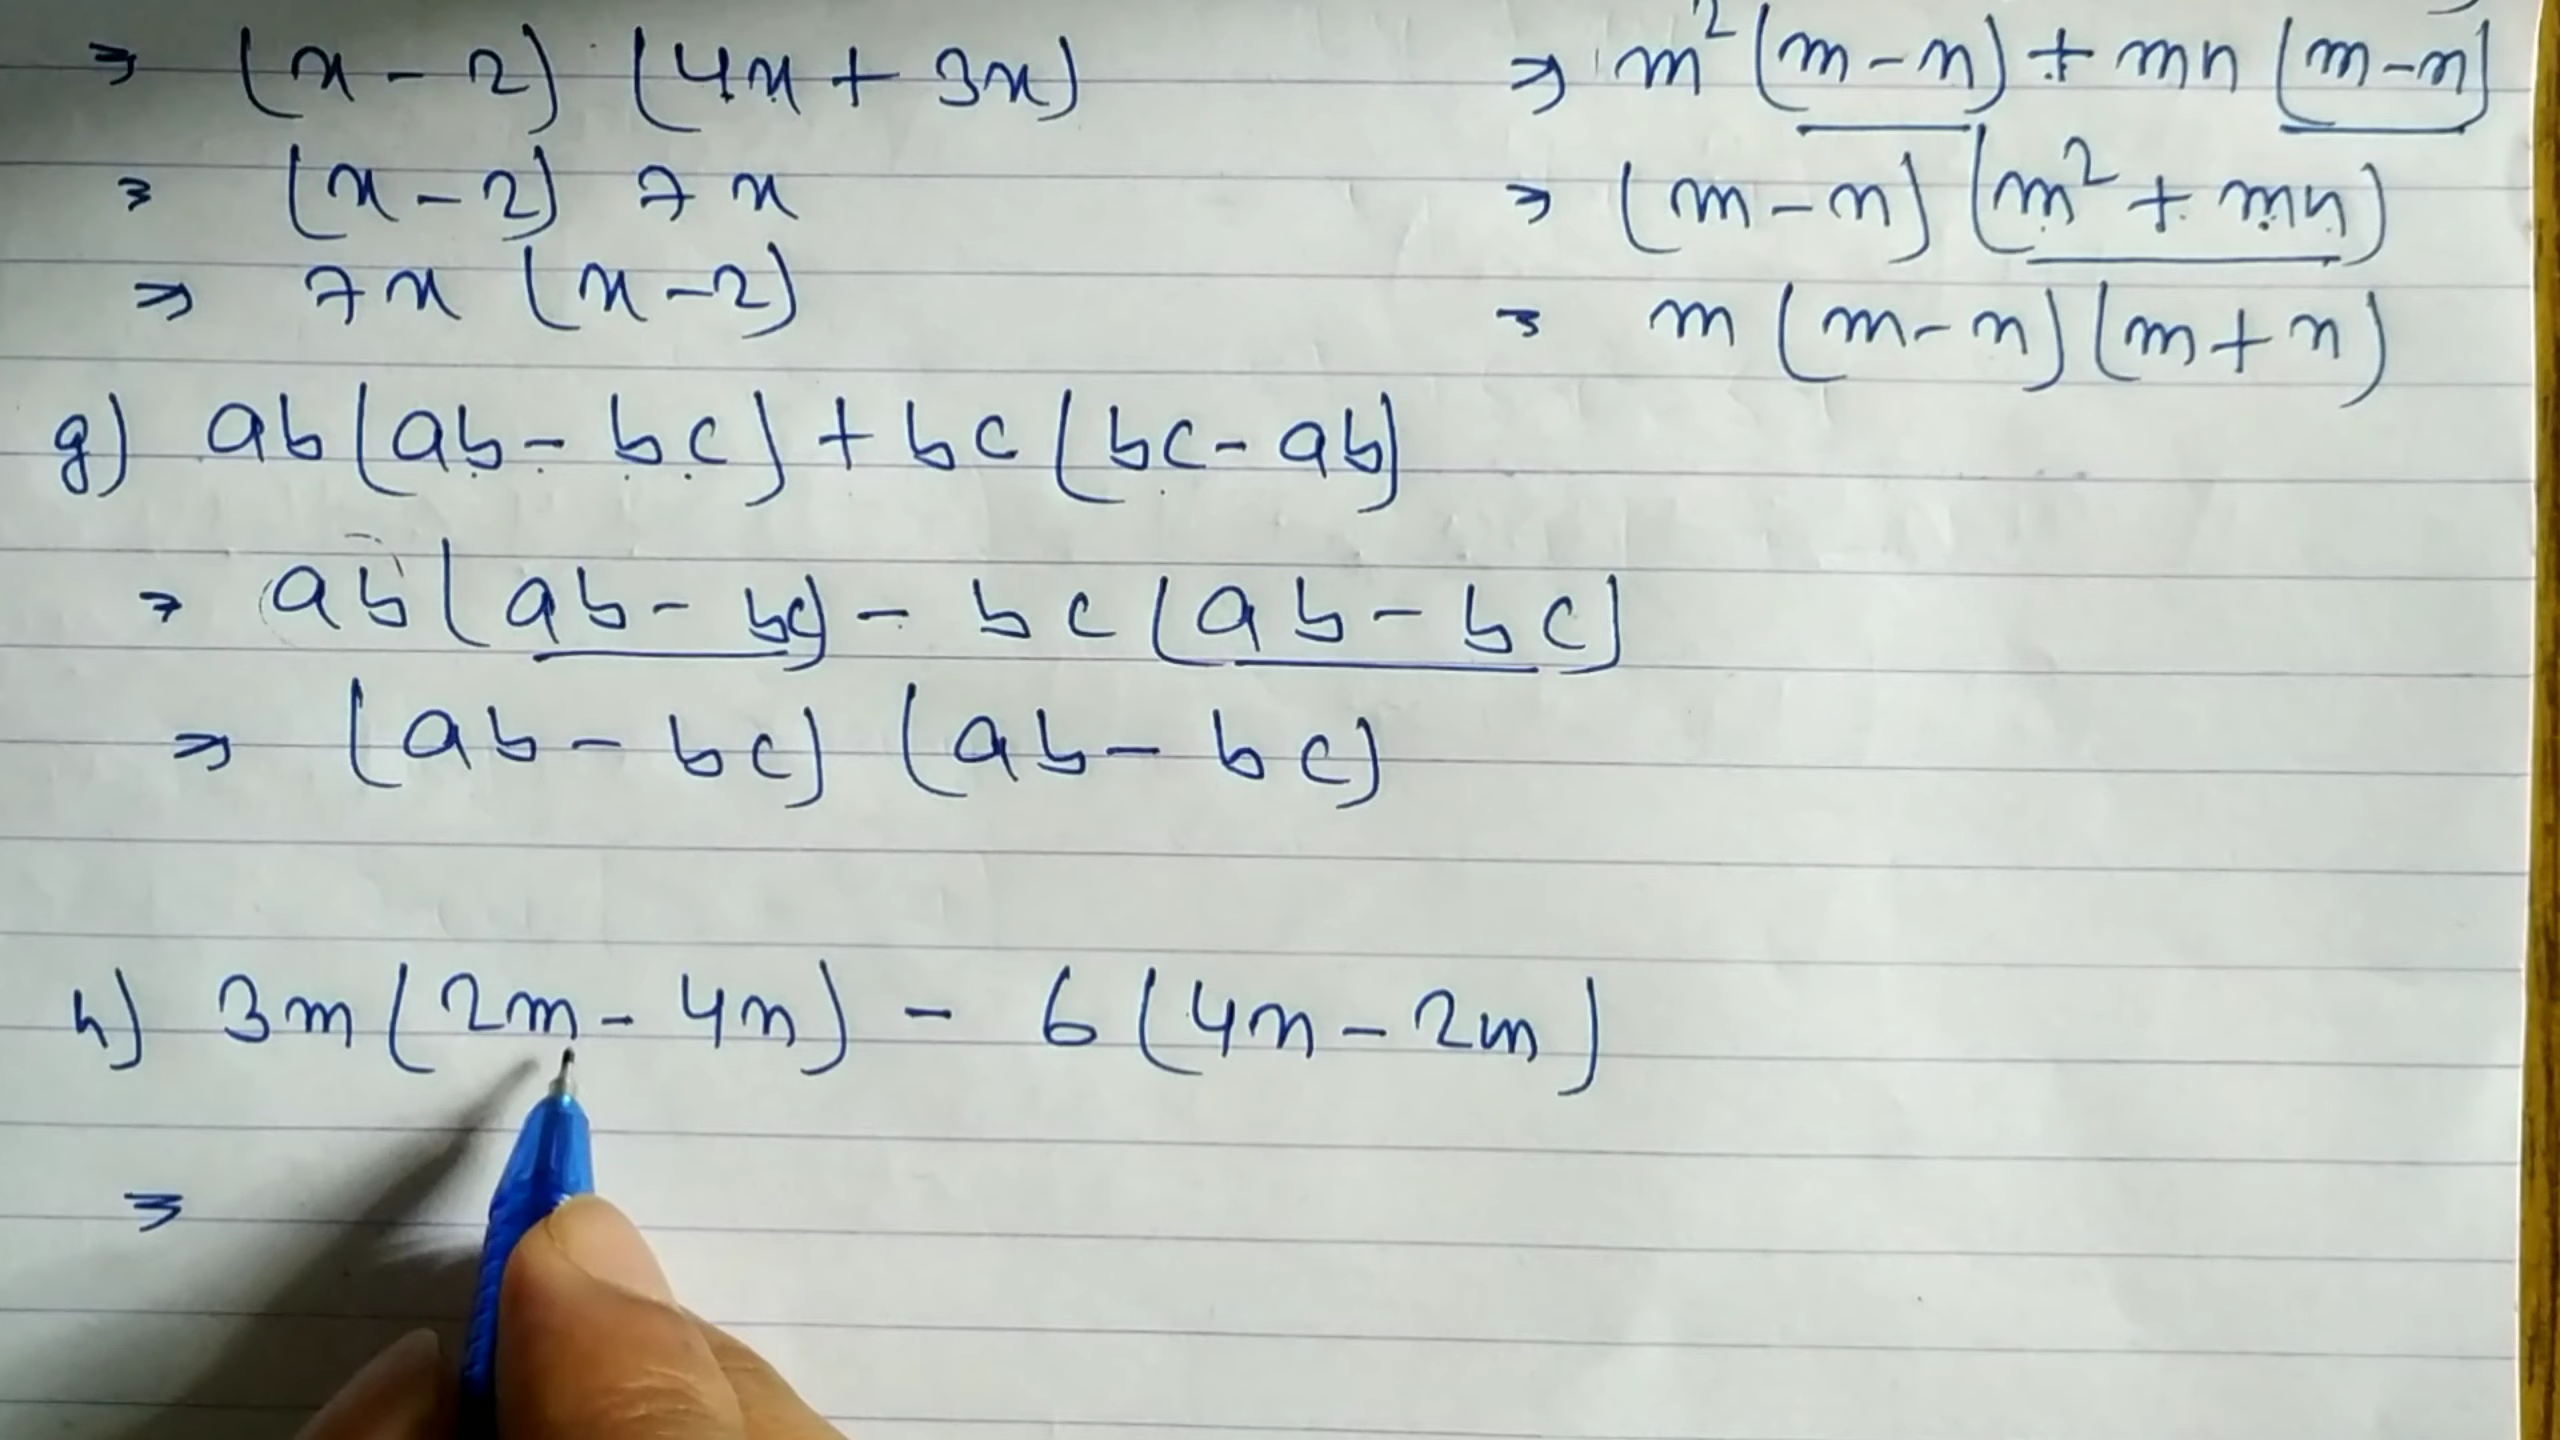 ⇒ (x - 2) (4x + 3x)
⇒ (x - 2) 7x
⇒ 7x (x - 2)
⇒ m² (m - n) + mn (m - n)
⇒ (m - n) (m² + mn)
⇒ m (m - n) (m + n)
g) ab (ab - bc) + bc (bc - ab)
⇒ ab (ab - bc) - bc (ab - bc)
⇒ (ab - bc) (ab - bc)
h) 3m (2m - 4n) - 6 (4n - 2m)
⇒